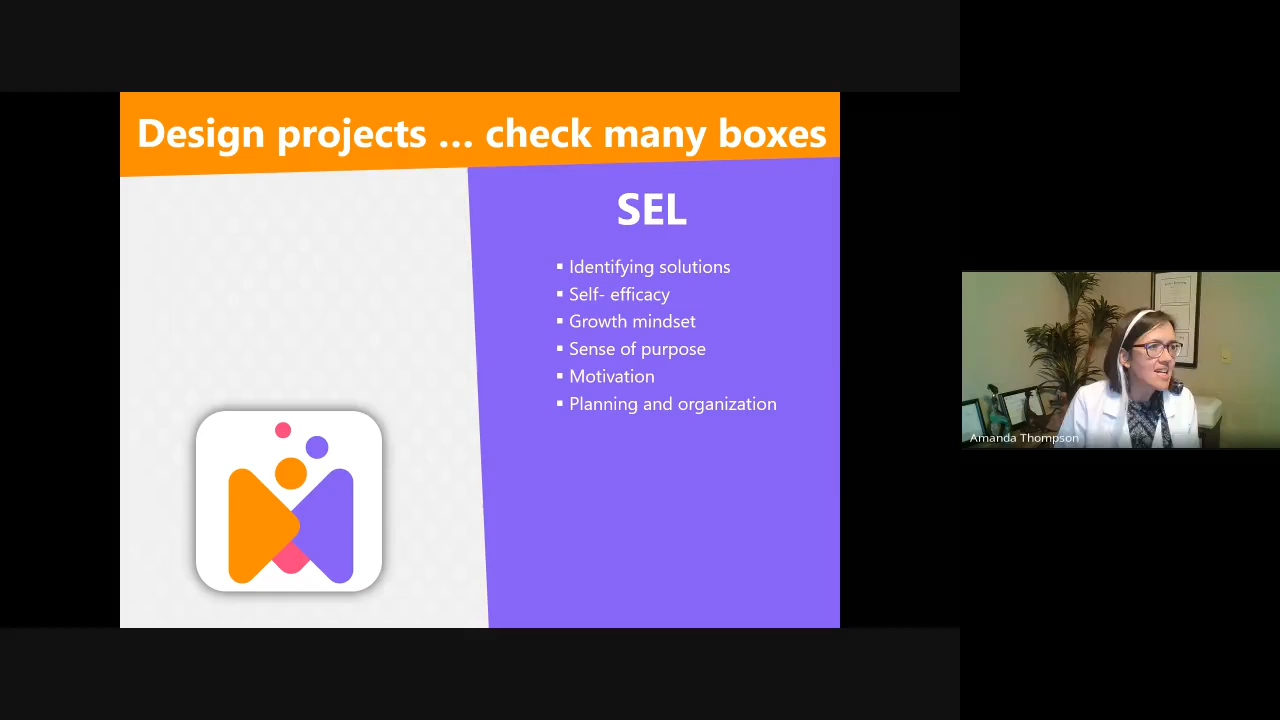 Design projects ... check many boxes
SEL
▪ Identifying solutions
▪ Self- efficacy
▪ Growth mindset
▪ Sense of purpose
▪ Motivation
▪ Planning and organization
Amanda Thompson